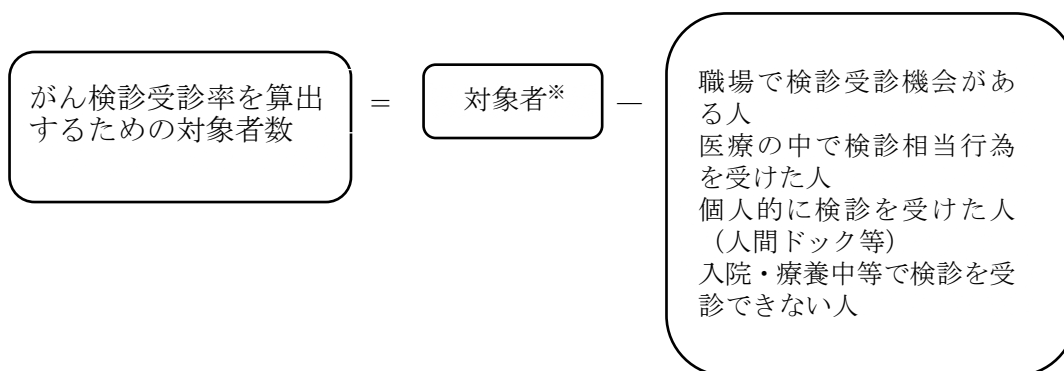 がん検診受診率を算出
するための対象者数
=
対象者※
―
職場で検診受診機会があ
る人
医療の中で検診相当行為
を受けた人
個人的に検診を受けた人
（人間ドック等）
入院・療養中等で検診を受
診できない人